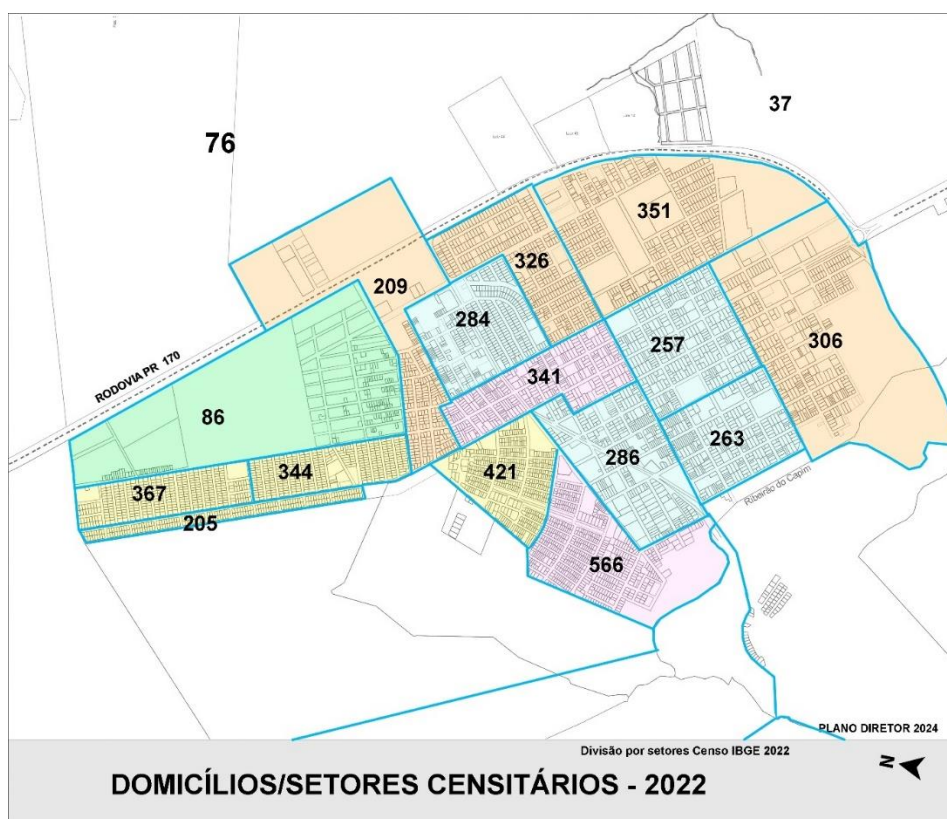 37
76
351
326
209
284
306
257
341
RODOVIA PR 170
86
263
286
421
344
367
Ribeirão do Capim
205
566
PLANO DIRETOR 2024
Divisão por setores Censo IBGE 2022
N
DOMICÍLIOS/SETORES CENSITÁRIOS - 2022